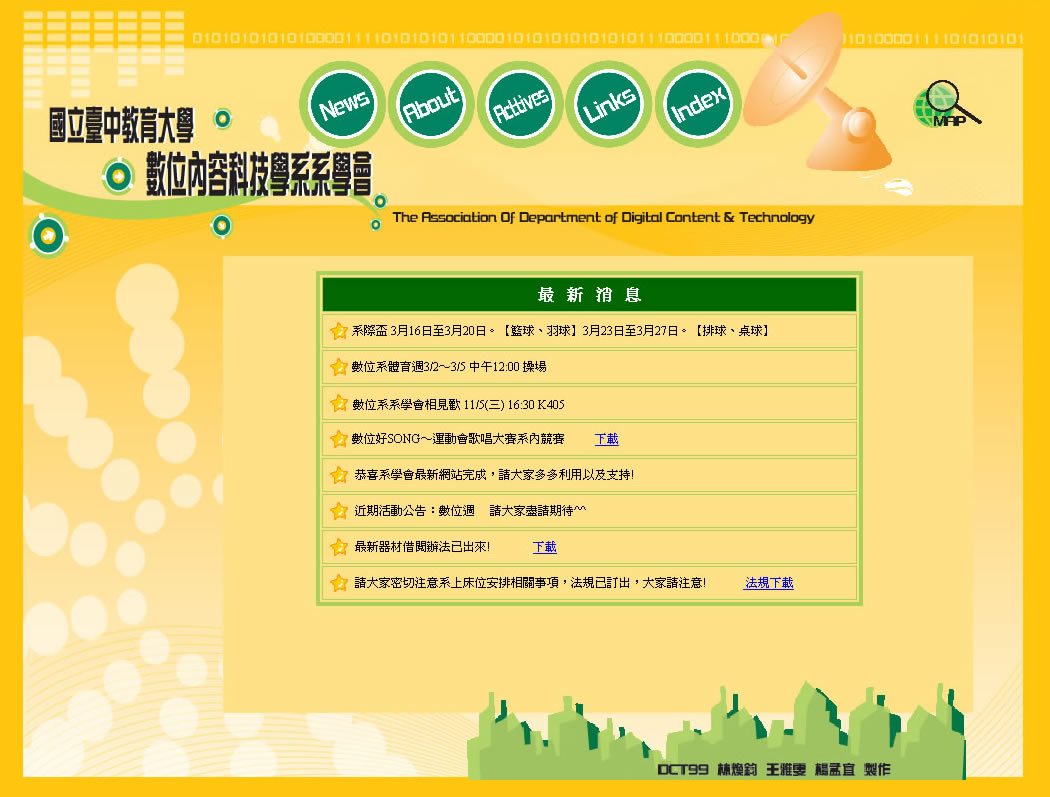 01010101010100001111010101010110000101010101011000011110000101010000111101010101
News
About
Acitives
Links
Index
MAP
國立臺中教育大學
數位內容科技學系系學會
The Association Of Department of Digital Content & Technology
最 新 消 息
系際盃 3月16日至3月20日。【籃球、羽球】3月23日至3月27日。【排球、桌球】
數位系體育週3/2～3/5 中午12:00 操場
數位系系學會相見歡 11/5(三) 16:30 K405
數位好SONG～運動會歌唱大賽系內競賽 下載
恭喜系學會最新網站完成，請大家多多利用以及支持!
近期活動公告：數位週 請大家盡請期待^^
最新器材借閱辦法已出來! 下載
請大家密切注意系上床位安排相關事項，法規已訂出，大家請注意! 法規下載
DCT99 林煥鈞 王雅雯 楊孟宜 製作